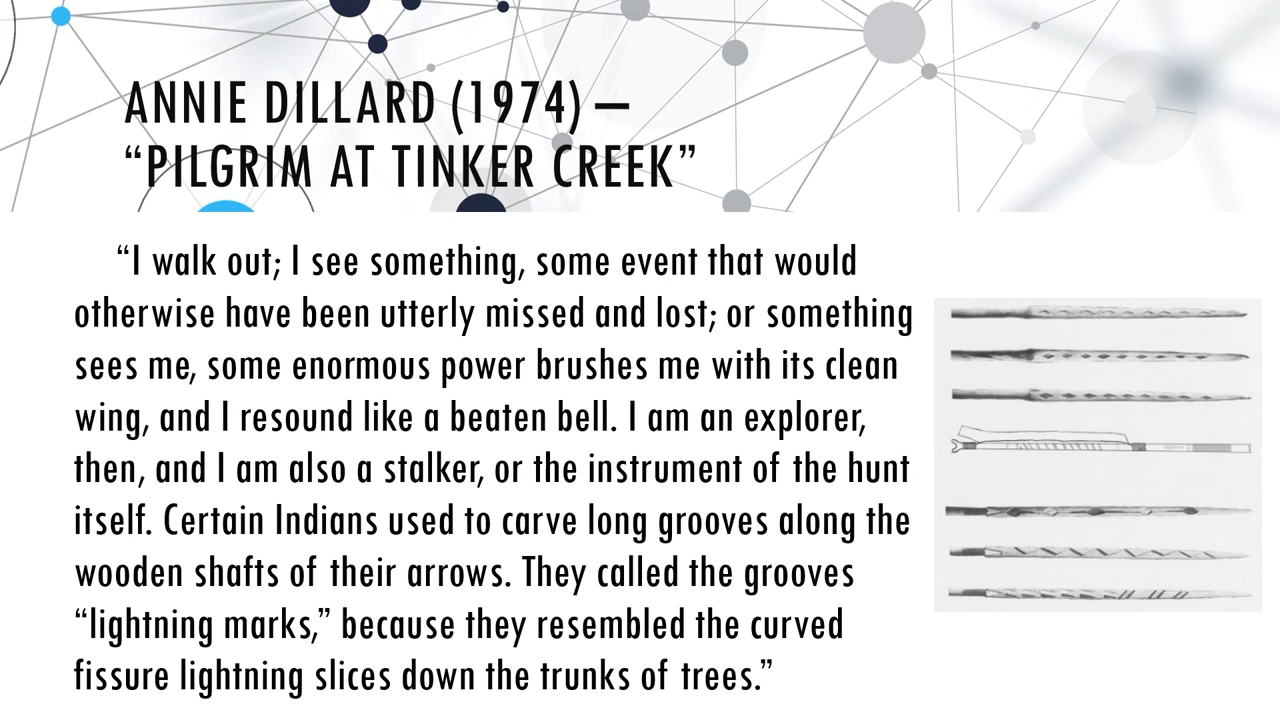 ANNIE DILLARD (1974) –
“PILGRIM AT TINKER CREEK”
“I walk out; I see something, some event that would
otherwise have been utterly missed and lost; or something
sees me, some enormous power brushes me with its clean
wing, and I resound like a beaten bell. I am an explorer,
then, and I am also a stalker, or the instrument of the hunt
itself. Certain Indians used to carve long grooves along the
wooden shafts of their arrows. They called the grooves
“lightning marks,” because they resembled the curved
fissure lightning slices down the trunks of trees.”